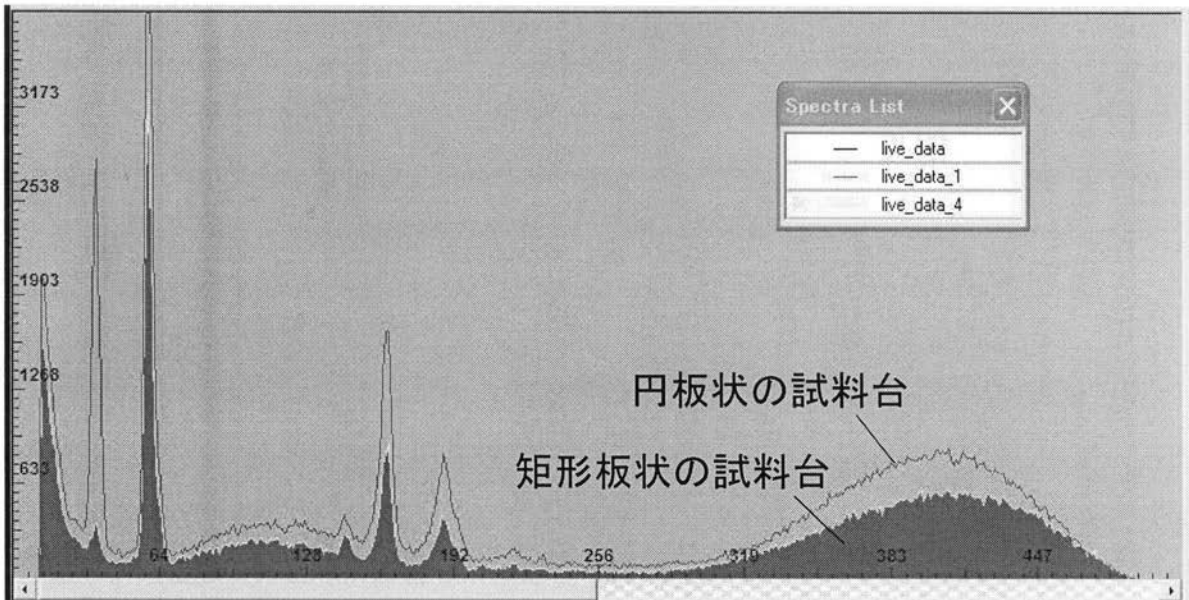 3173
2538
1903
1268
633
Spectra List
live_data
live_data_1
live_data_4
円板状の試料台
矩形板状の試料台
64
128
192
256
319
383
447